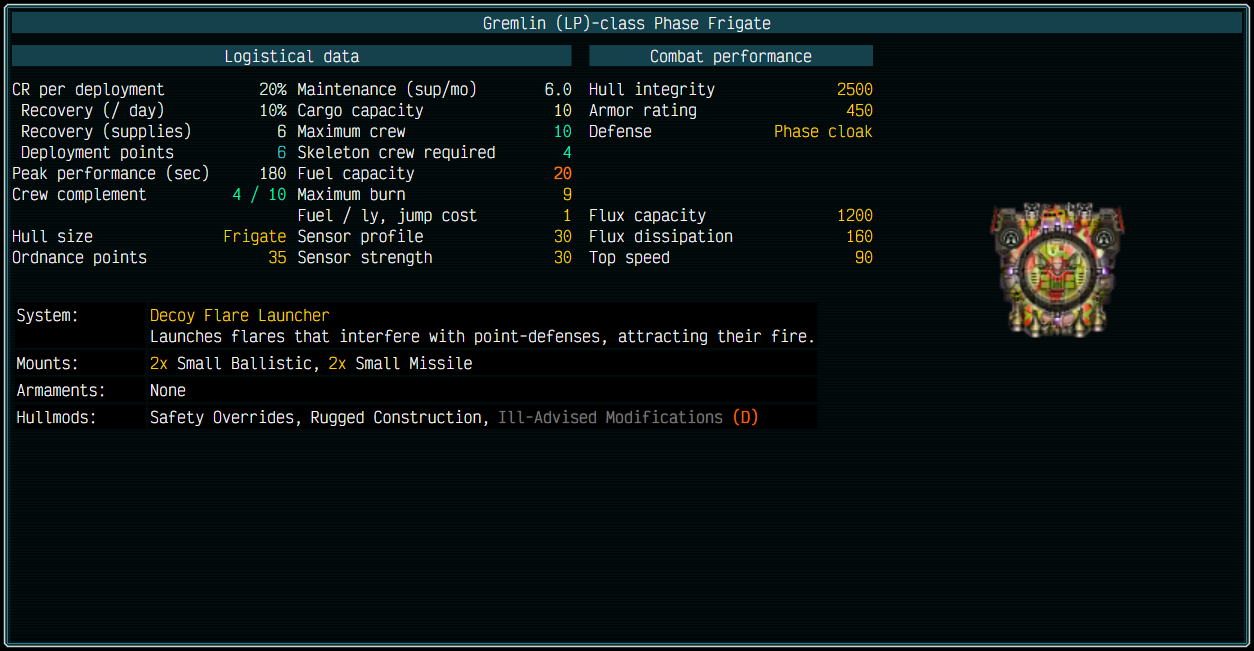 Gremlin (LP)-class Phase Frigate
Logistical data
Combat performance
CR per deployment 20% Maintenance (sup/mo) 6.0 Hull integrity 2500
Recovery (/ day) 10% Cargo capacity 10 Armor rating 450
Recovery (supplies) 6 Maximum crew 10 Defense Phase cloak
Deployment points 6 Skeleton crew required 4
Peak performance (sec) 180 Fuel capacity 20
Crew complement 4 / 10 Maximum burn 9
Fuel / ly, jump cost 1 Flux capacity 1200
Hull size Frigate Sensor profile 30 Flux dissipation 160
Ordnance points 35 Sensor strength 30 Top speed 90
System: Decoy Flare Launcher
Launches flares that interfere with point-defenses, attracting their fire.
Mounts: 2x Small Ballistic, 2x Small Missile
Armaments: None
Hullmods: Safety Overrides, Rugged Construction, Ill-Advised Modifications (D)